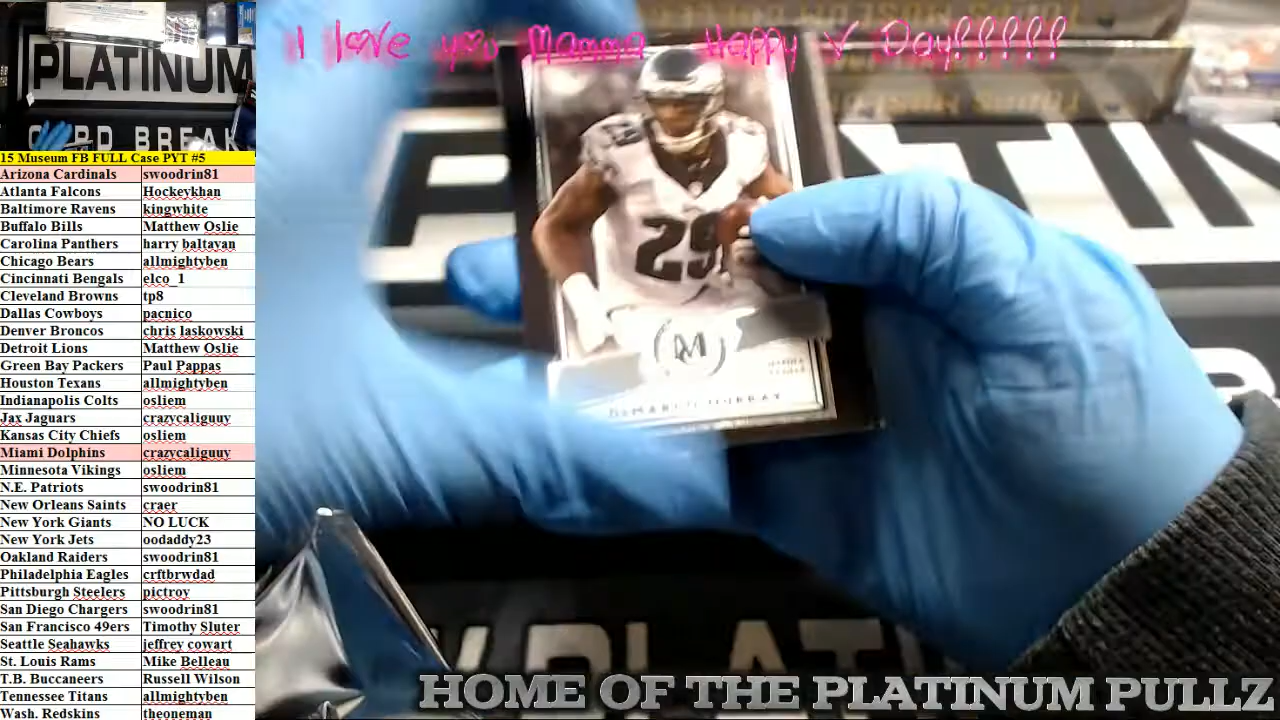 I love you Mamma Happy V Day!!!!!
PLATINUM
CARD BREAK
15 Museum FB FULL Case PYT #5
Arizona Cardinals swoodrin81
Atlanta Falcons Hockeykhan
Baltimore Ravens kingwhite
Buffalo Bills Matthew Oslie
Carolina Panthers harry baltayan
Chicago Bears allmightyben
Cincinnati Bengals elco_1
Cleveland Browns tp8
Dallas Cowboys pacnico
Denver Broncos chris laskowski
Detroit Lions Matthew Oslie
Green Bay Packers Paul Pappas
Houston Texans allmightyben
Indianapolis Colts osliem
Jax Jaguars crazycaliguuy
Kansas City Chiefs osliem
Miami Dolphins crazycaliguuy
Minnesota Vikings osliem
N.E. Patriots swoodrin81
New Orleans Saints craer
New York Giants NO LUCK
New York Jets oodaddy23
Oakland Raiders swoodrin81
Philadelphia Eagles crftbrwdad
Pittsburgh Steelers pictroy
San Diego Chargers swoodrin81
San Francisco 49ers Timothy Sluter
Seattle Seahawks jeffrey cowart
St. Louis Rams Mike Belleau
T.B. Buccaneers Russell Wilson
Tennessee Titans allmightyben
Wash. Redskins theoneman
29
M
DEMARCO MURRAY
PLATINUM
HOME OF THE PLATINUM PULLZ